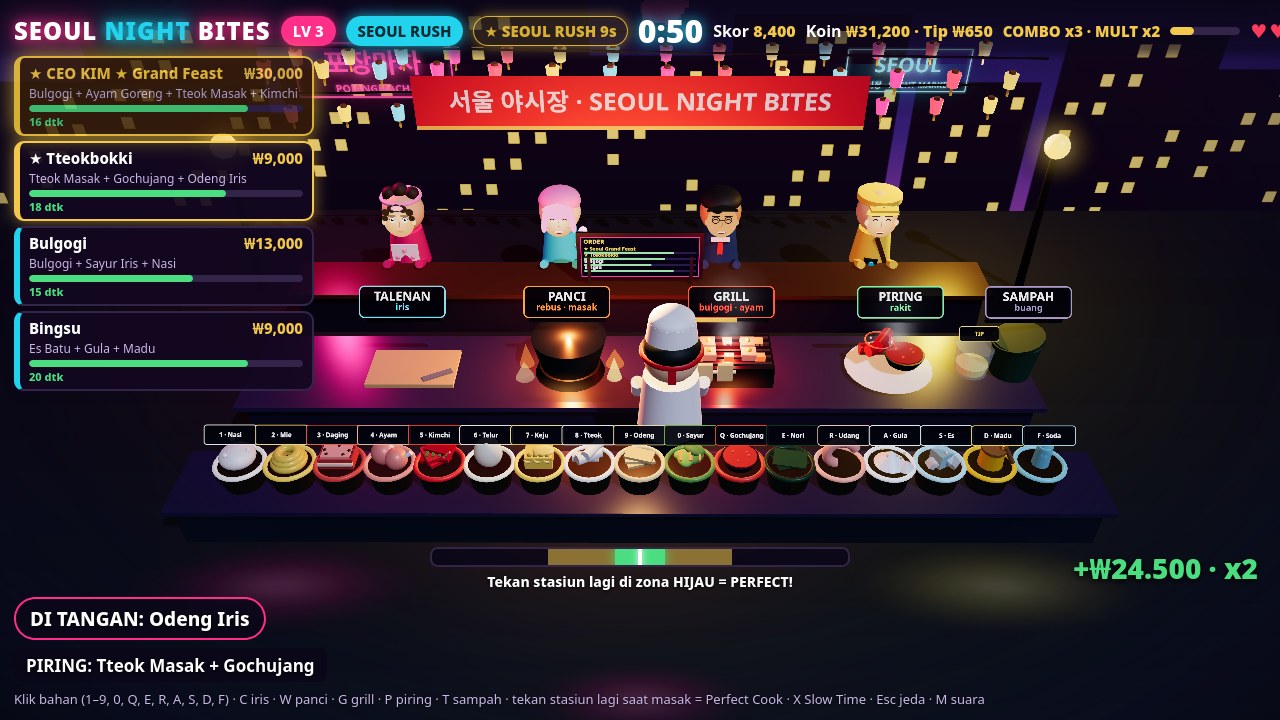 SEOUL NIGHT BITES LV 3 SEOUL RUSH ★ SEOUL RUSH 9s 0:50 Skor 8,400 Koin ₩31,200 · Tip ₩650 COMBO x3 · MULT x2 ♥♥
★ CEO KIM ★ Grand Feast ₩30,000
Bulgogi + Ayam Goreng + Tteok Masak + Kimchi
16 dtk
★ Tteokbokki ₩9,000
Tteok Masak + Gochujang + Odeng Iris
18 dtk
Bulgogi ₩13,000
Bulgogi + Sayur Iris + Nasi
15 dtk
Bingsu ₩9,000
Es Batu + Gula + Madu
20 dtk
포장마차
SEOUL
서울 야시장 · SEOUL NIGHT BITES
ORDER
★ Seoul Grand Feast
TALENAN
iris
PANCI
rebus · masak
GRILL
bulgogi · ayam
PIRING
rakit
SAMPAH
buang
TIP
1 · Nasi 2 · Mie 3 · Daging 4 · Ayam 5 · Kimchi 6 · Telur 7 · Keju 8 · Tteok 9 · Odeng 0 · Sayur Q · Gochujang E · Nori R · Udang A · Gula S · Es D · Madu F · Soda
Tekan stasiun lagi di zona HIJAU = PERFECT!
+₩24.500 · x2
DI TANGAN: Odeng Iris
PIRING: Tteok Masak + Gochujang
Klik bahan (1–9, 0, Q, E, R, A, S, D, F) · C iris · W panci · G grill · P piring · T sampah · tekan stasiun lagi saat masak = Perfect Cook · X Slow Time · Esc jeda · M suara